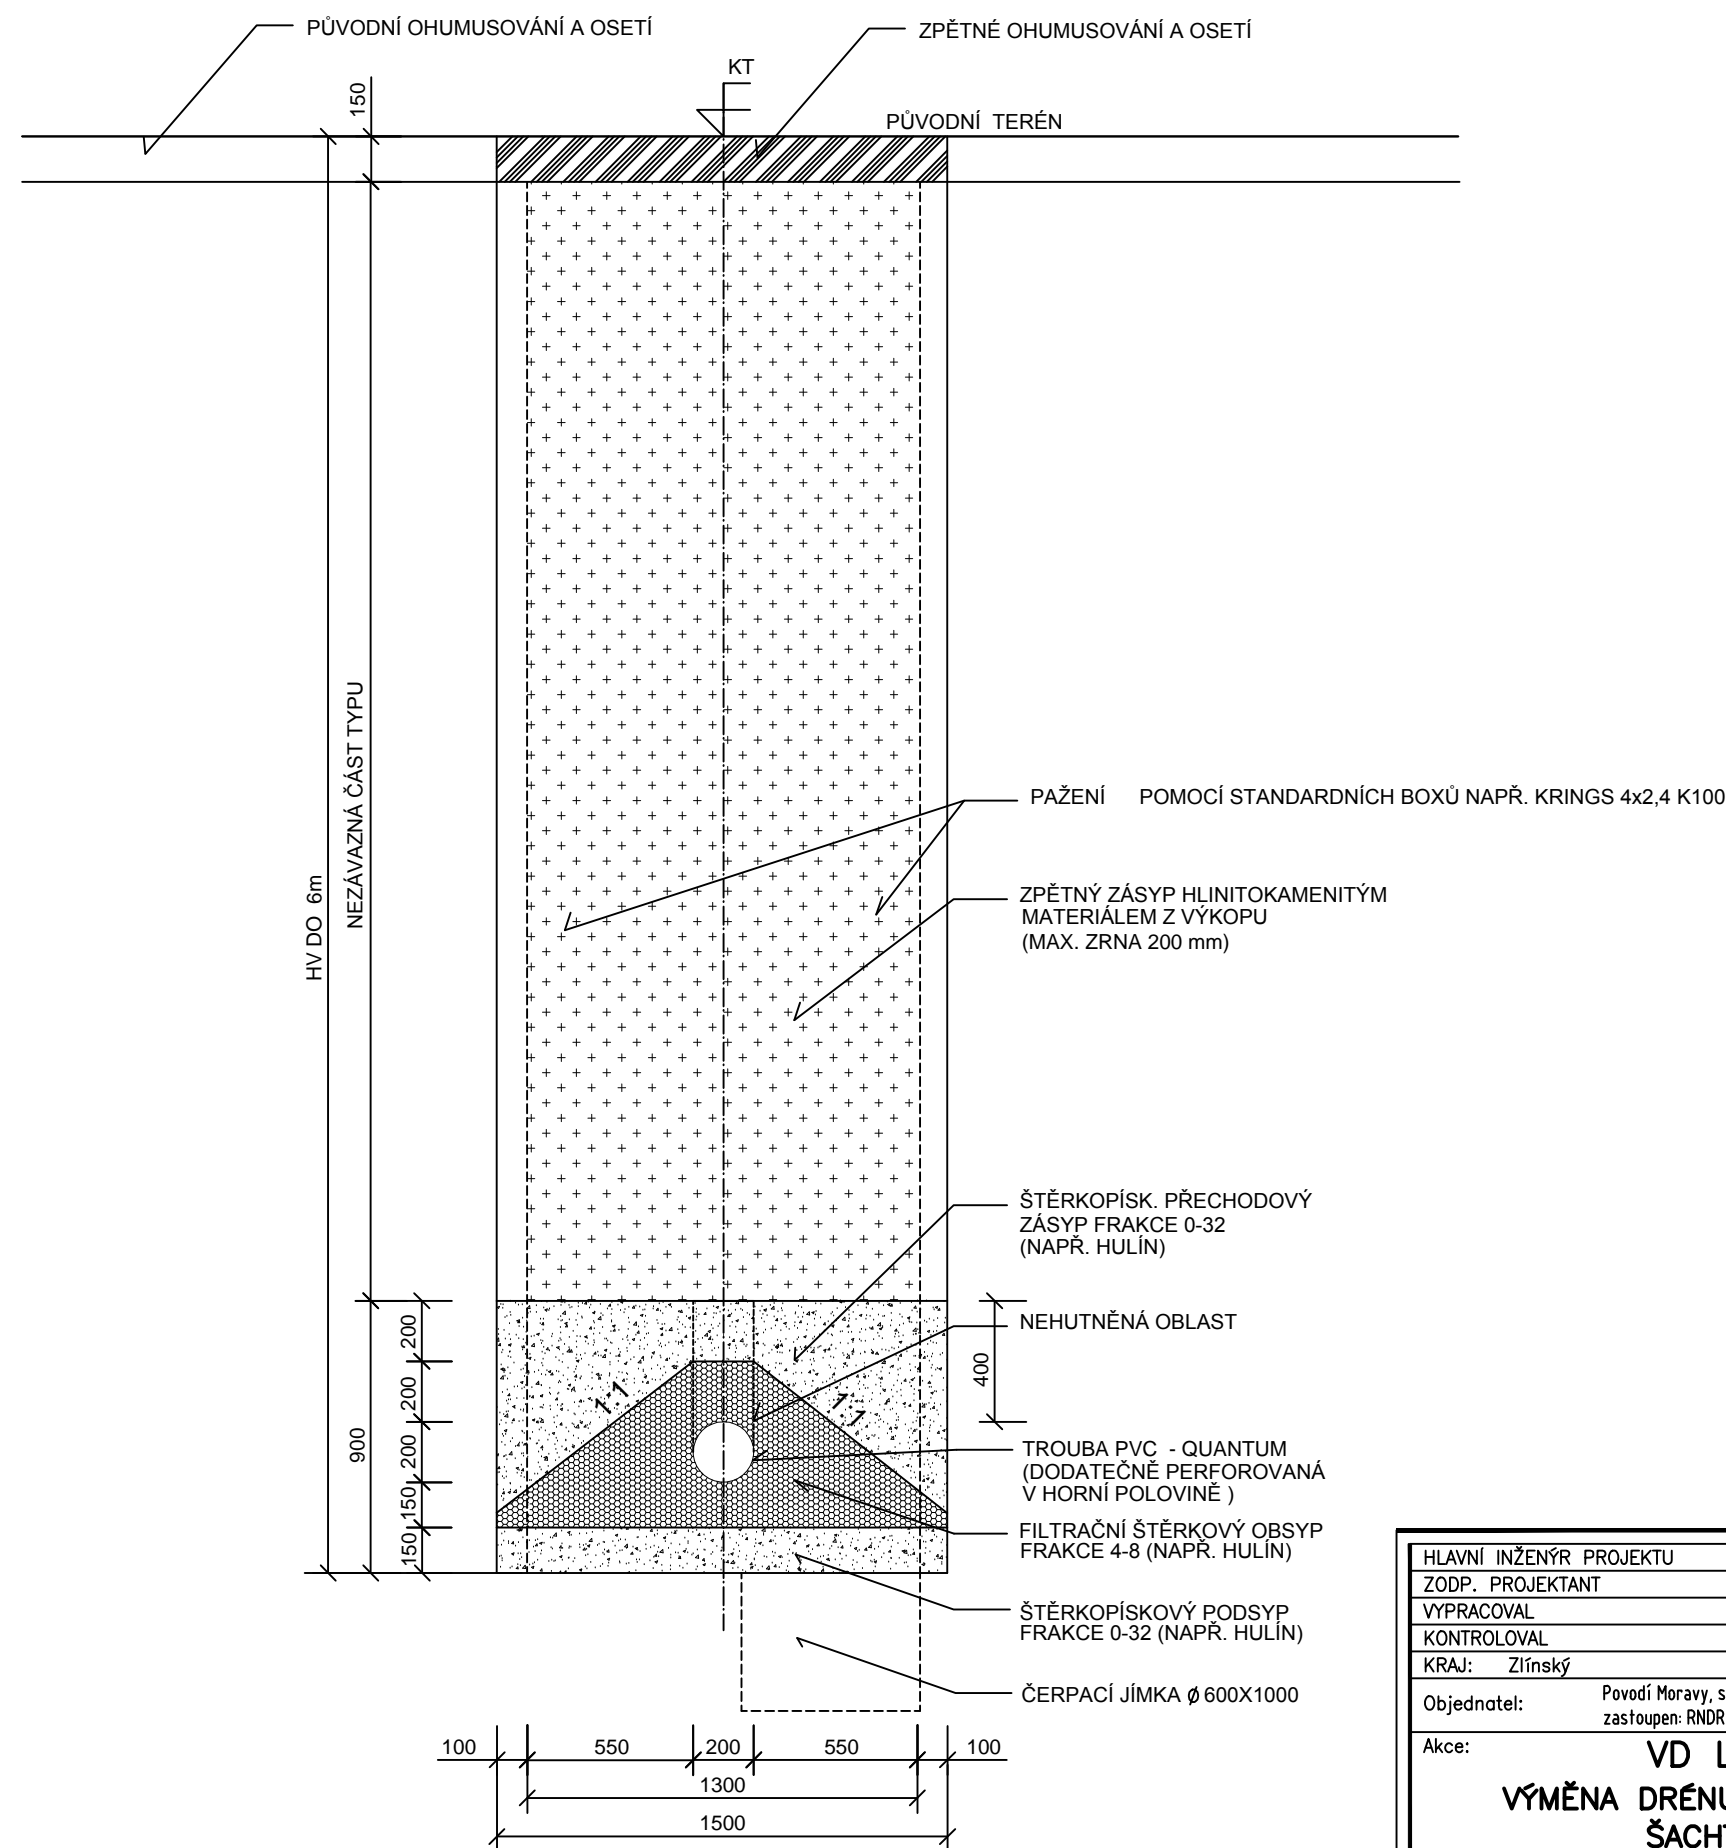 PŮVODNÍ OHUMUSOVÁNÍ A OSETÍ
ZPĚTNÉ OHUMUSOVÁNÍ A OSETÍ
KT
150
PŮVODNÍ TERÉN
HV DO 6m
NEZÁVAZNÁ ČÁST TYPU
PAŽENÍ POMOCÍ STANDARDNÍCH BOXŮ NAPŘ. KRINGS 4x2,4 K100
ZPĚTNÝ ZÁSYP HLINITOKAMENITÝM
MATERIÁLEM Z VÝKOPU
(MAX. ZRNA 200 mm)
ŠTĚRKOPÍSK. PŘECHODOVÝ
ZÁSYP FRAKCE 0-32
(NAPŘ. HULÍN)
NEHUTNĚNÁ OBLAST
200
200
200
150
150
900
400
1:1
1:1
TROUBA PVC - QUANTUM
(DODATEČNĚ PERFOROVANÁ
V HORNÍ POLOVINĚ )
FILTRAČNÍ ŠTĚRKOVÝ OBSYP
FRAKCE 4-8 (NAPŘ. HULÍN)
ŠTĚRKOPÍSKOVÝ PODSYP
FRAKCE 0-32 (NAPŘ. HULÍN)
ČERPACÍ JÍMKA ø 600X1000
100 550 200 550 100
1300
1500
HLAVNÍ INŽENÝR PROJEKTU
ZODP. PROJEKTANT
VYPRACOVAL
KONTROLOVAL
KRAJ: Zlínský
Objednatel: Povodí Moravy, s
zastoupen: RNDR
Akce: VD L
VÝMĚNA DRÉNU
ŠACHT